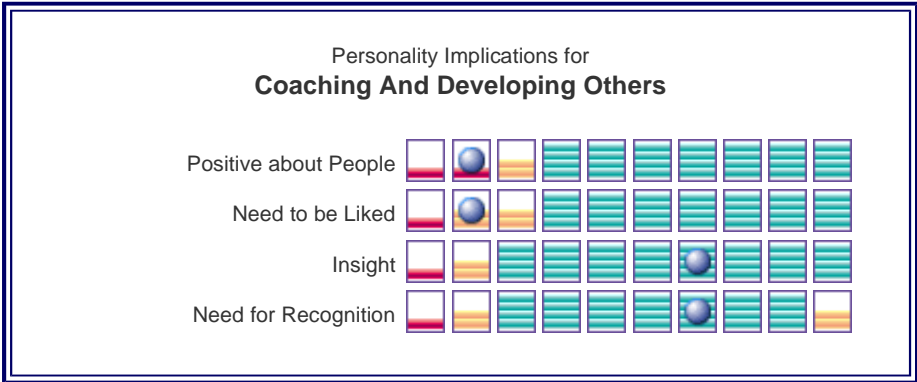 Personality Implications for
Coaching And Developing Others
Positive about People
Need to be Liked
Insight
Need for Recognition